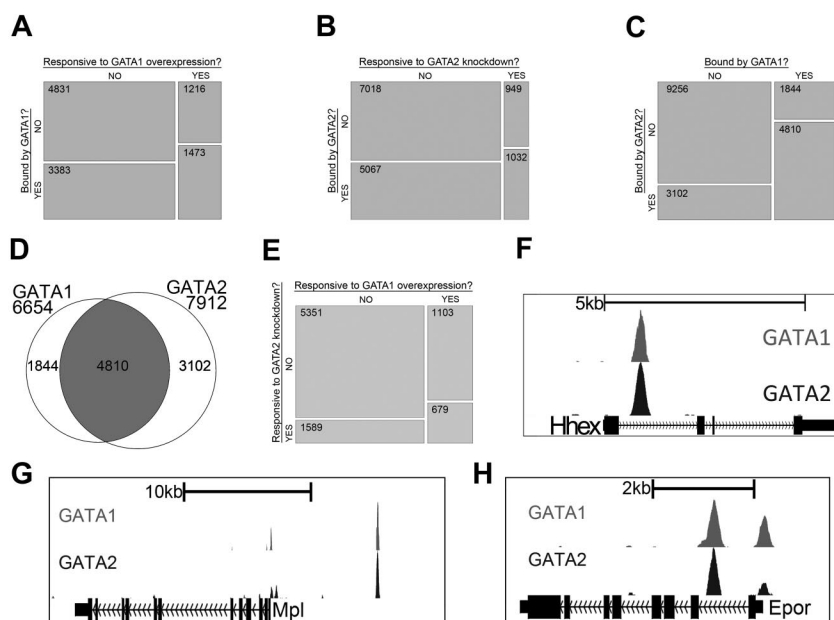 A
Responsive to GATA1 overexpression?
NO YES
Bound by GATA1?
NO
YES
4831 1216
3383 1473
B
Responsive to GATA2 knockdown?
NO YES
Bound by GATA2?
NO
YES
7018 949
5067 1032
C
Bound by GATA1?
NO YES
Bound by GATA2?
NO
YES
9256 1844
4810
3102
D
GATA1
6654
GATA2
7912
1844 4810 3102
E
Responsive to GATA1 overexpression?
NO YES
Responsive to GATA2 knockdown?
NO
YES
5351 1103
679
1589
F
5kb
GATA1
GATA2
Hhex
G
10kb
GATA1
GATA2
Mpl
H
2kb
GATA1
GATA2
Epor